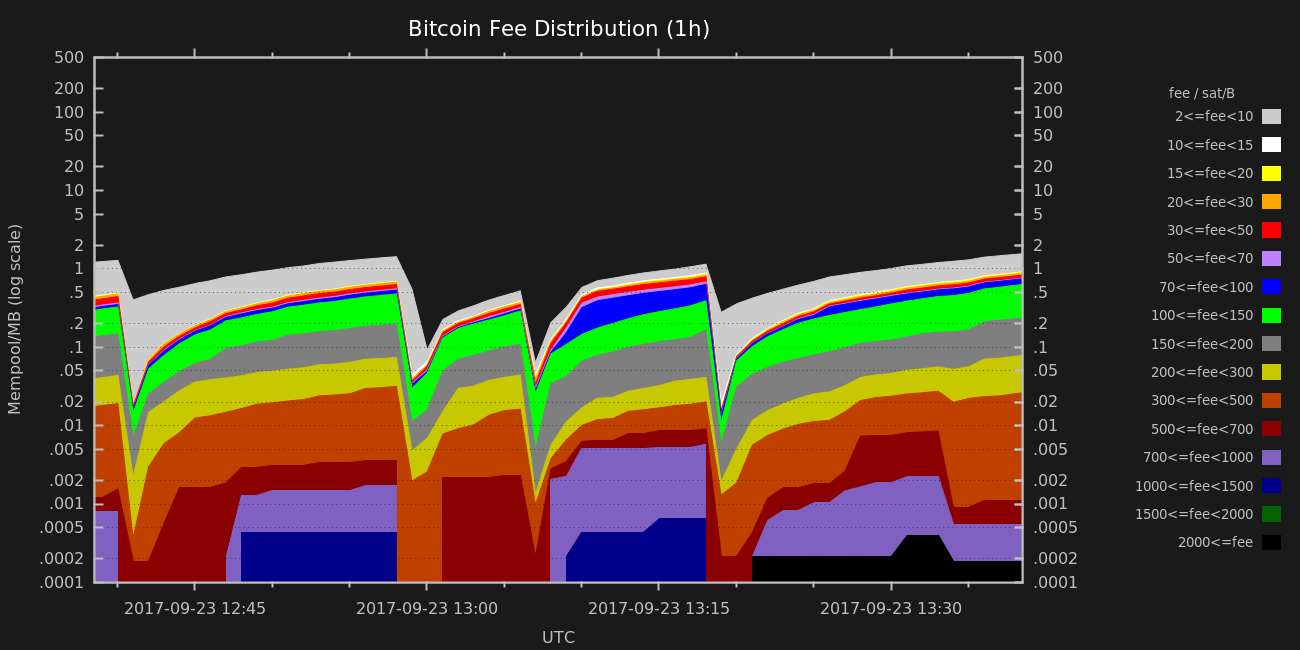 Bitcoin Fee Distribution (1h)
Mempool/MB (log scale)
500
200
100
50
20
10
5
2
1
.5
.2
.1
.05
.02
.01
.005
.002
.001
.0005
.0002
.0001
500
200
100
50
20
10
5
2
1
.5
.2
.1
.05
.02
.01
.005
.002
.001
.0005
.0002
.0001
fee / sat/B
2<=fee<10
10<=fee<15
15<=fee<20
20<=fee<30
30<=fee<50
50<=fee<70
70<=fee<100
100<=fee<150
150<=fee<200
200<=fee<300
300<=fee<500
500<=fee<700
700<=fee<1000
1000<=fee<1500
1500<=fee<2000
2000<=fee
2017-09-23 12:45 2017-09-23 13:00 2017-09-23 13:15 2017-09-23 13:30
UTC